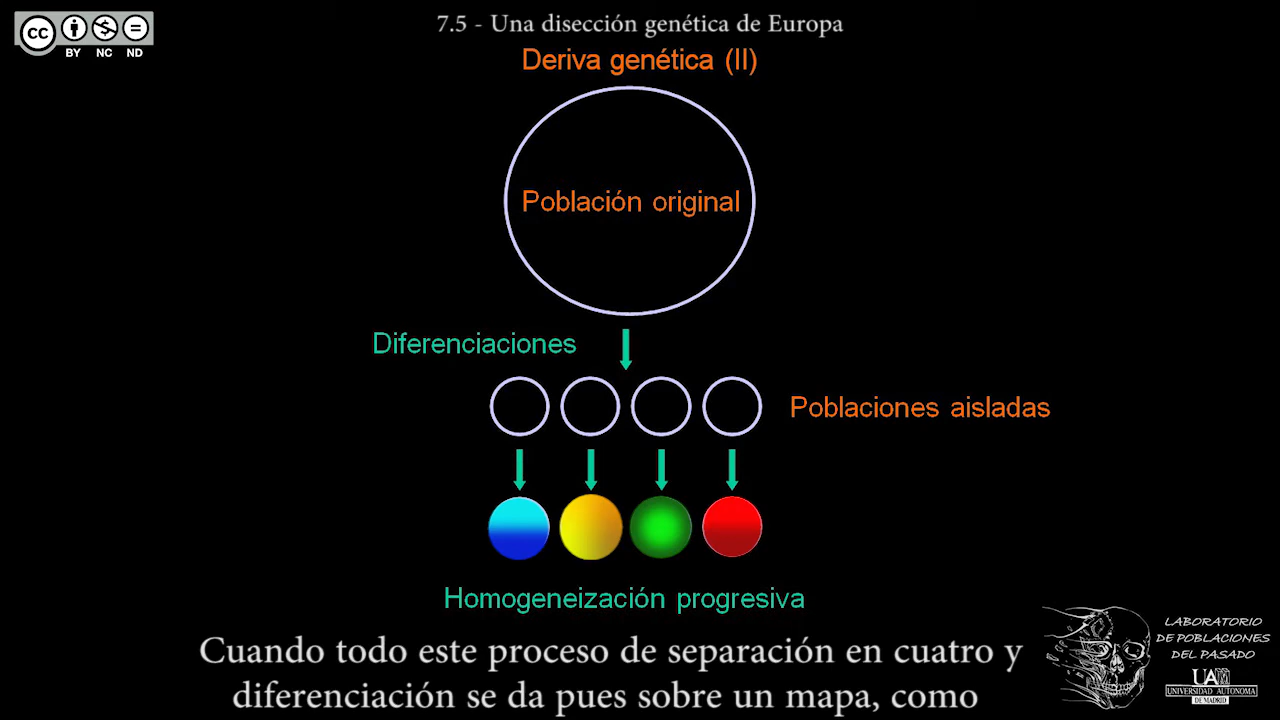 7.5 - Una disección genética de Europa
cc
BY NC ND
Deriva genética (II)
Población original
Diferenciaciones
Poblaciones aisladas
Homogeneización progresiva
Cuando todo este proceso de separación en cuatro y
diferenciación se da pues sobre un mapa, como
LABORATORIO
DE POBLACIONES
DEL PASADO
UAM
UNIVERSIDAD AUTONOMA
DE MADRID